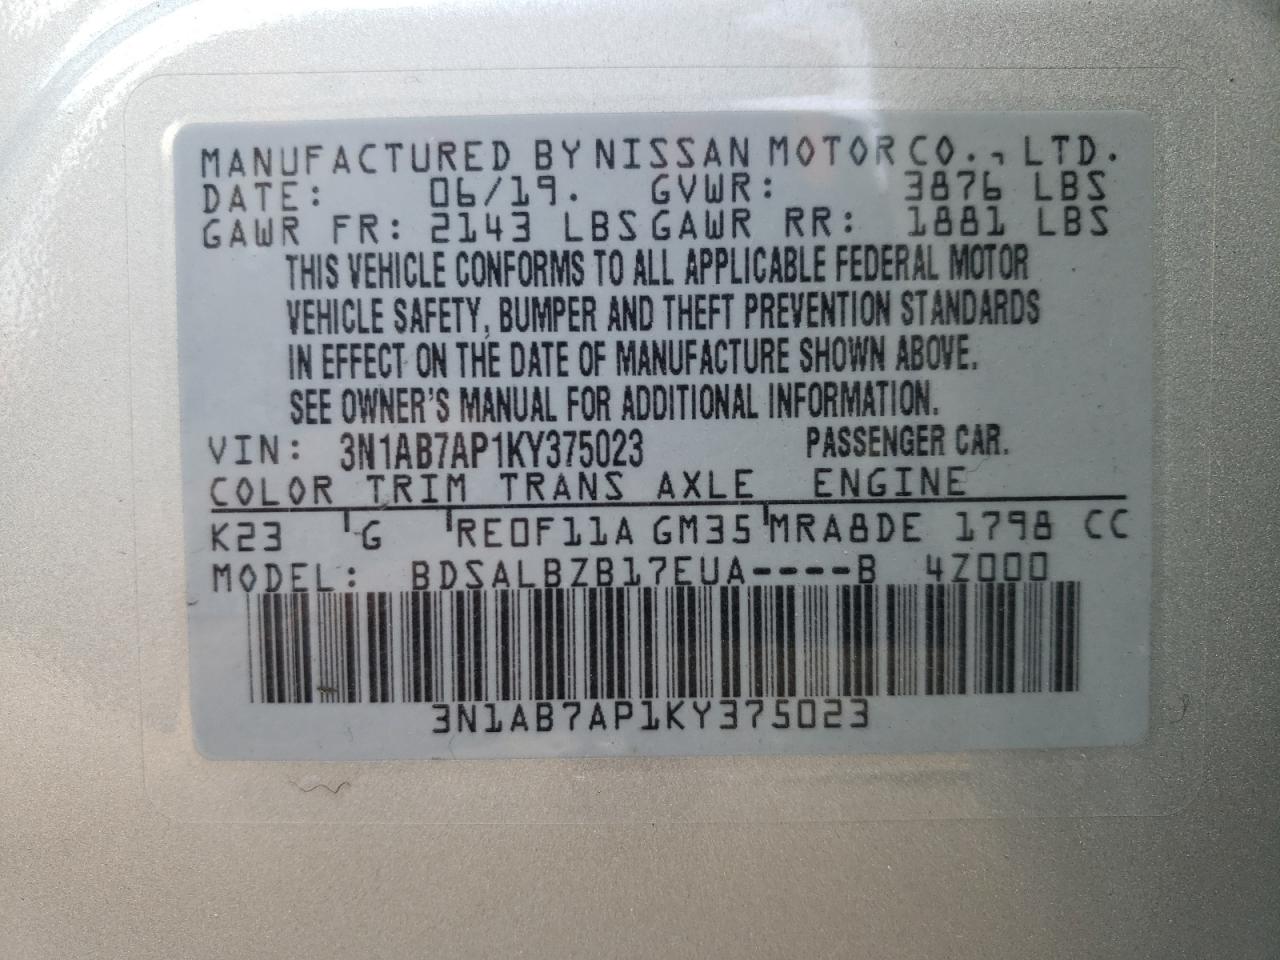 MANUFACTURED BY NISSAN MOTOR CO., LTD.
DATE: 06/19. GVWR: 3876 LBS
GAWR FR: 2143 LBS GAWR RR: 1881 LBS
THIS VEHICLE CONFORMS TO ALL APPLICABLE FEDERAL MOTOR
VEHICLE SAFETY, BUMPER AND THEFT PREVENTION STANDARDS
IN EFFECT ON THE DATE OF MANUFACTURE SHOWN ABOVE.
SEE OWNER'S MANUAL FOR ADDITIONAL INFORMATION.
VIN: 3N1AB7AP1KY375023 PASSENGER CAR.
COLOR TRIM TRANS AXLE ENGINE
K23 G RE0F11A GM35 MRA8DE 1798 CC
MODEL: BDSALBZB17EUA----B 4Z000
3N1AB7AP1KY375023